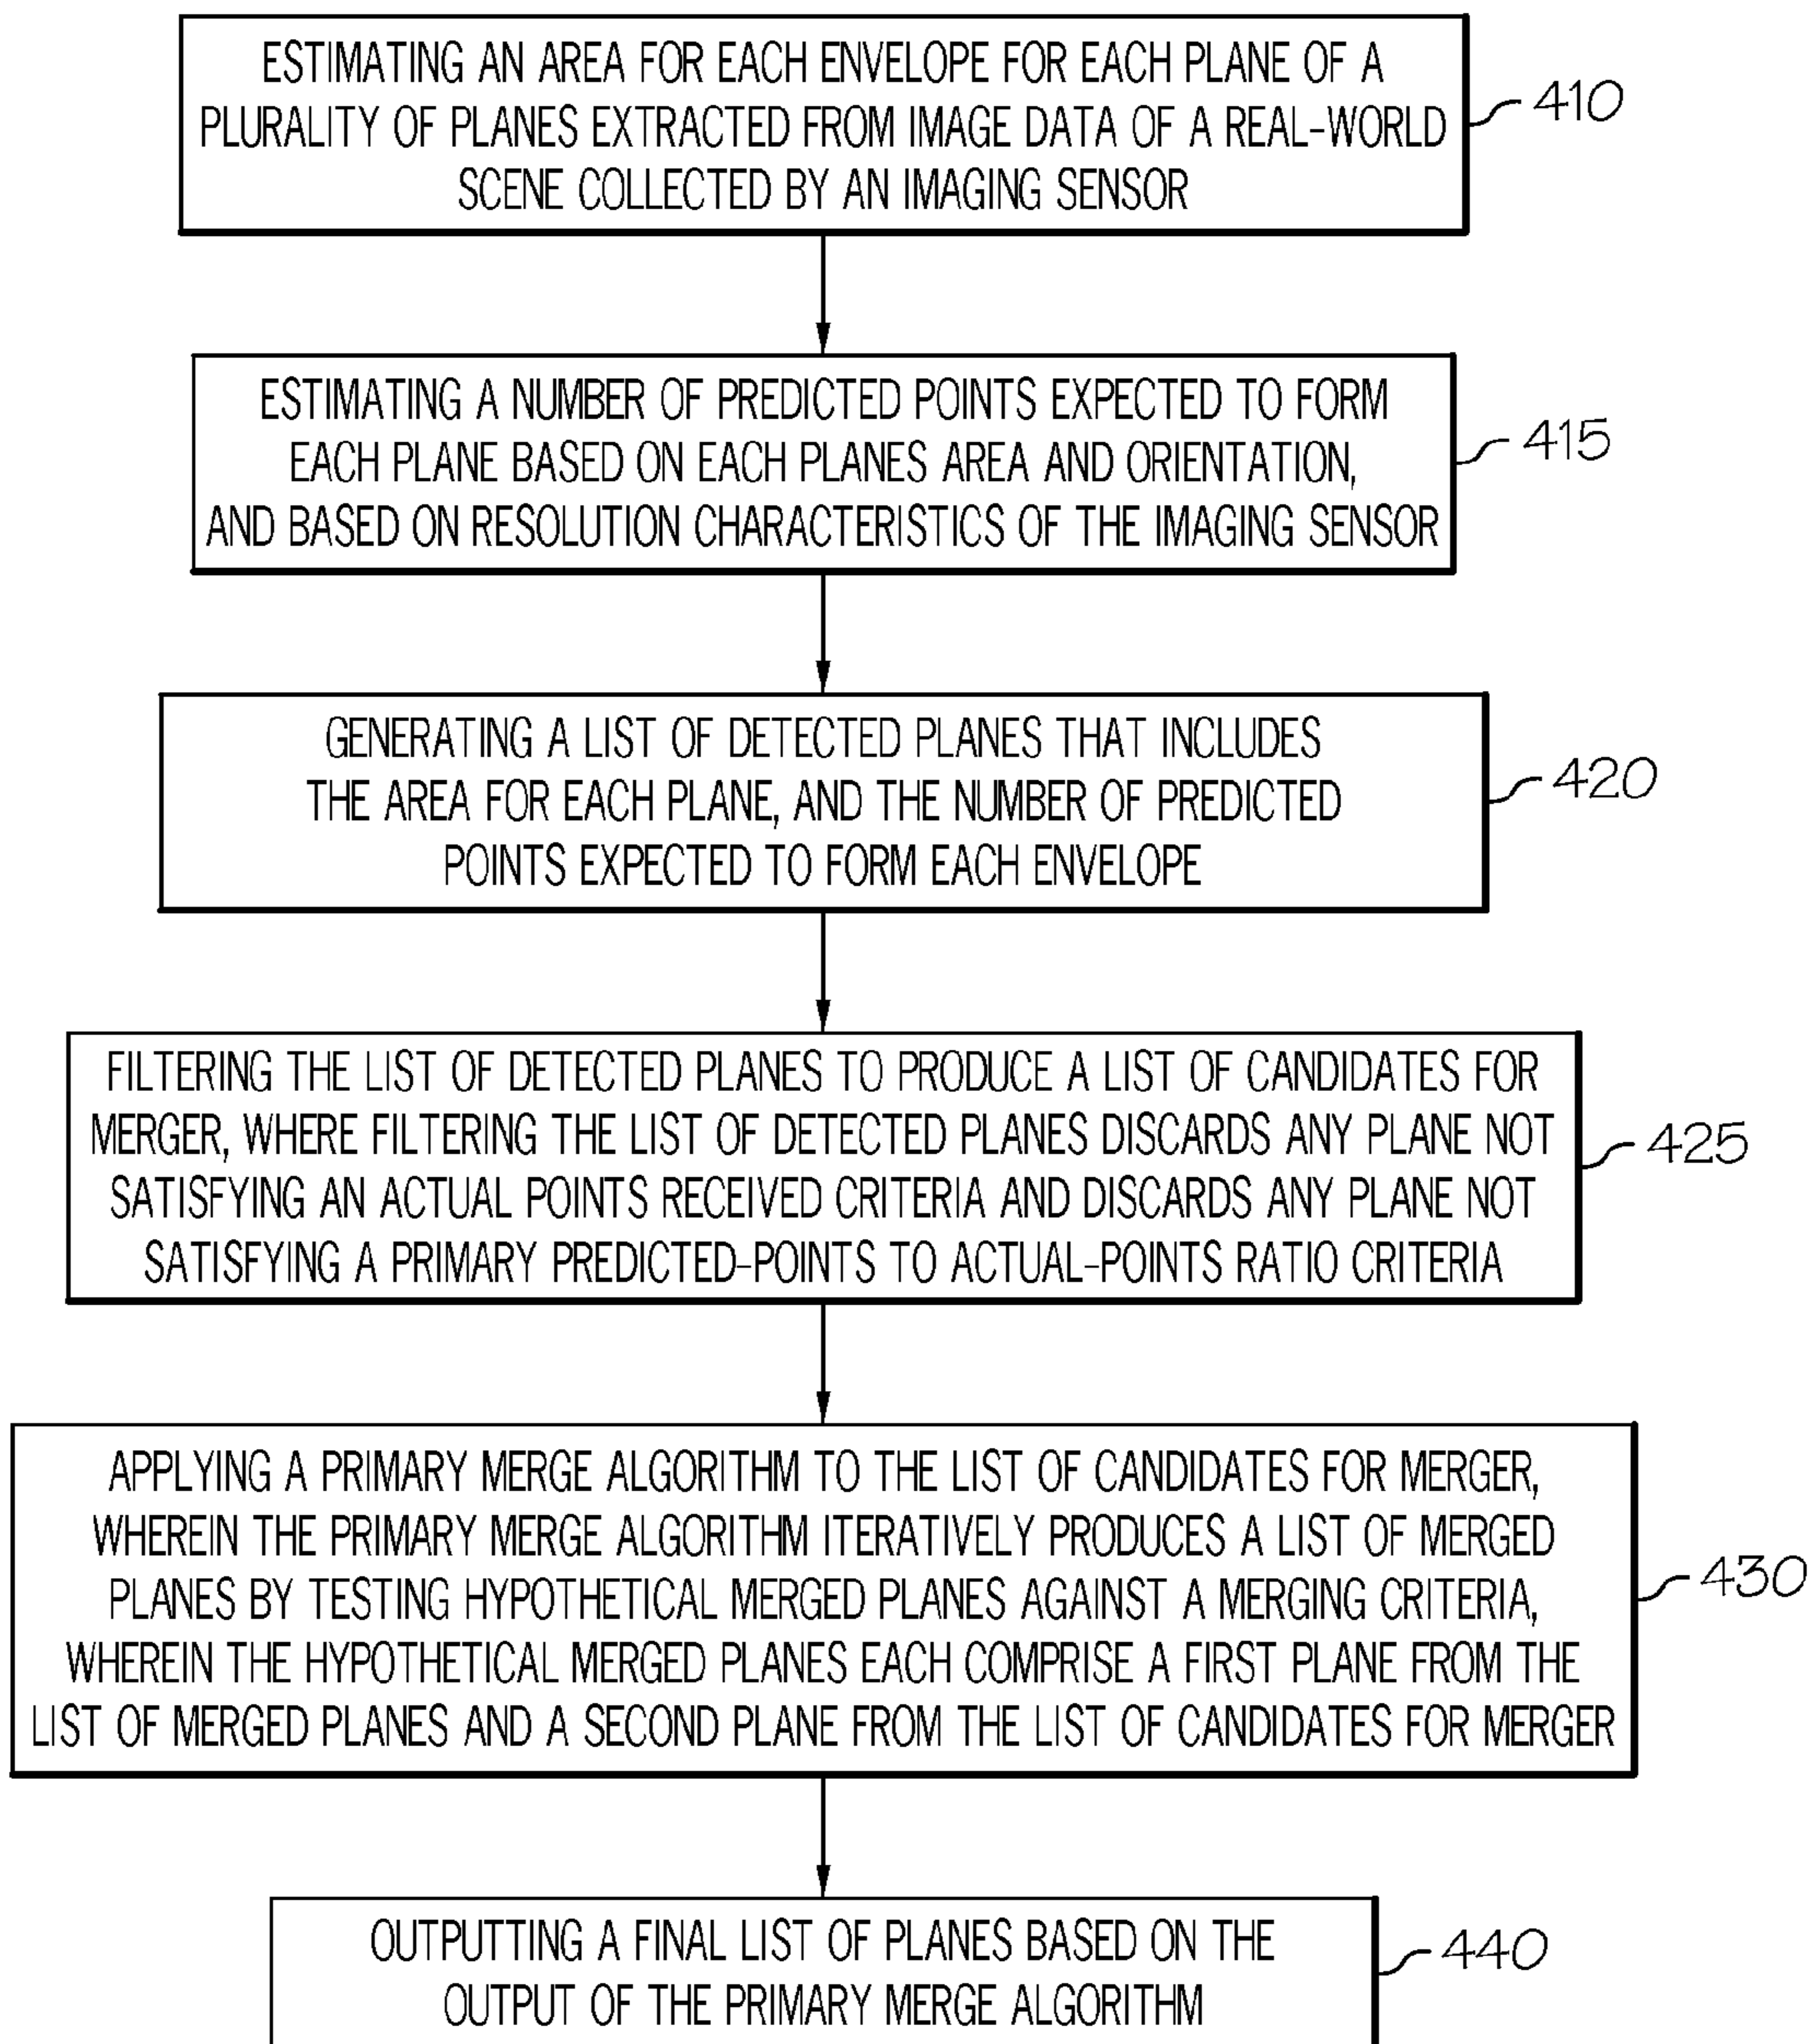 ESTIMATING AN AREA FOR EACH ENVELOPE FOR EACH PLANE OF A
PLURALITY OF PLANES EXTRACTED FROM IMAGE DATA OF A REAL-WORLD
SCENE COLLECTED BY AN IMAGING SENSOR
410
ESTIMATING A NUMBER OF PREDICTED POINTS EXPECTED TO FORM
EACH PLANE BASED ON EACH PLANES AREA AND ORIENTATION,
AND BASED ON RESOLUTION CHARACTERISTICS OF THE IMAGING SENSOR
415
GENERATING A LIST OF DETECTED PLANES THAT INCLUDES
THE AREA FOR EACH PLANE, AND THE NUMBER OF PREDICTED
POINTS EXPECTED TO FORM EACH ENVELOPE
420
FILTERING THE LIST OF DETECTED PLANES TO PRODUCE A LIST OF CANDIDATES FOR
MERGER, WHERE FILTERING THE LIST OF DETECTED PLANES DISCARDS ANY PLANE NOT
SATISFYING AN ACTUAL POINTS RECEIVED CRITERIA AND DISCARDS ANY PLANE NOT
SATISFYING A PRIMARY PREDICTED-POINTS TO ACTUAL-POINTS RATIO CRITERIA
425
APPLYING A PRIMARY MERGE ALGORITHM TO THE LIST OF CANDIDATES FOR MERGER,
WHEREIN THE PRIMARY MERGE ALGORITHM ITERATIVELY PRODUCES A LIST OF MERGED
PLANES BY TESTING HYPOTHETICAL MERGED PLANES AGAINST A MERGING CRITERIA,
WHEREIN THE HYPOTHETICAL MERGED PLANES EACH COMPRISE A FIRST PLANE FROM THE
LIST OF MERGED PLANES AND A SECOND PLANE FROM THE LIST OF CANDIDATES FOR MERGER
430
OUTPUTTING A FINAL LIST OF PLANES BASED ON THE
OUTPUT OF THE PRIMARY MERGE ALGORITHM
440